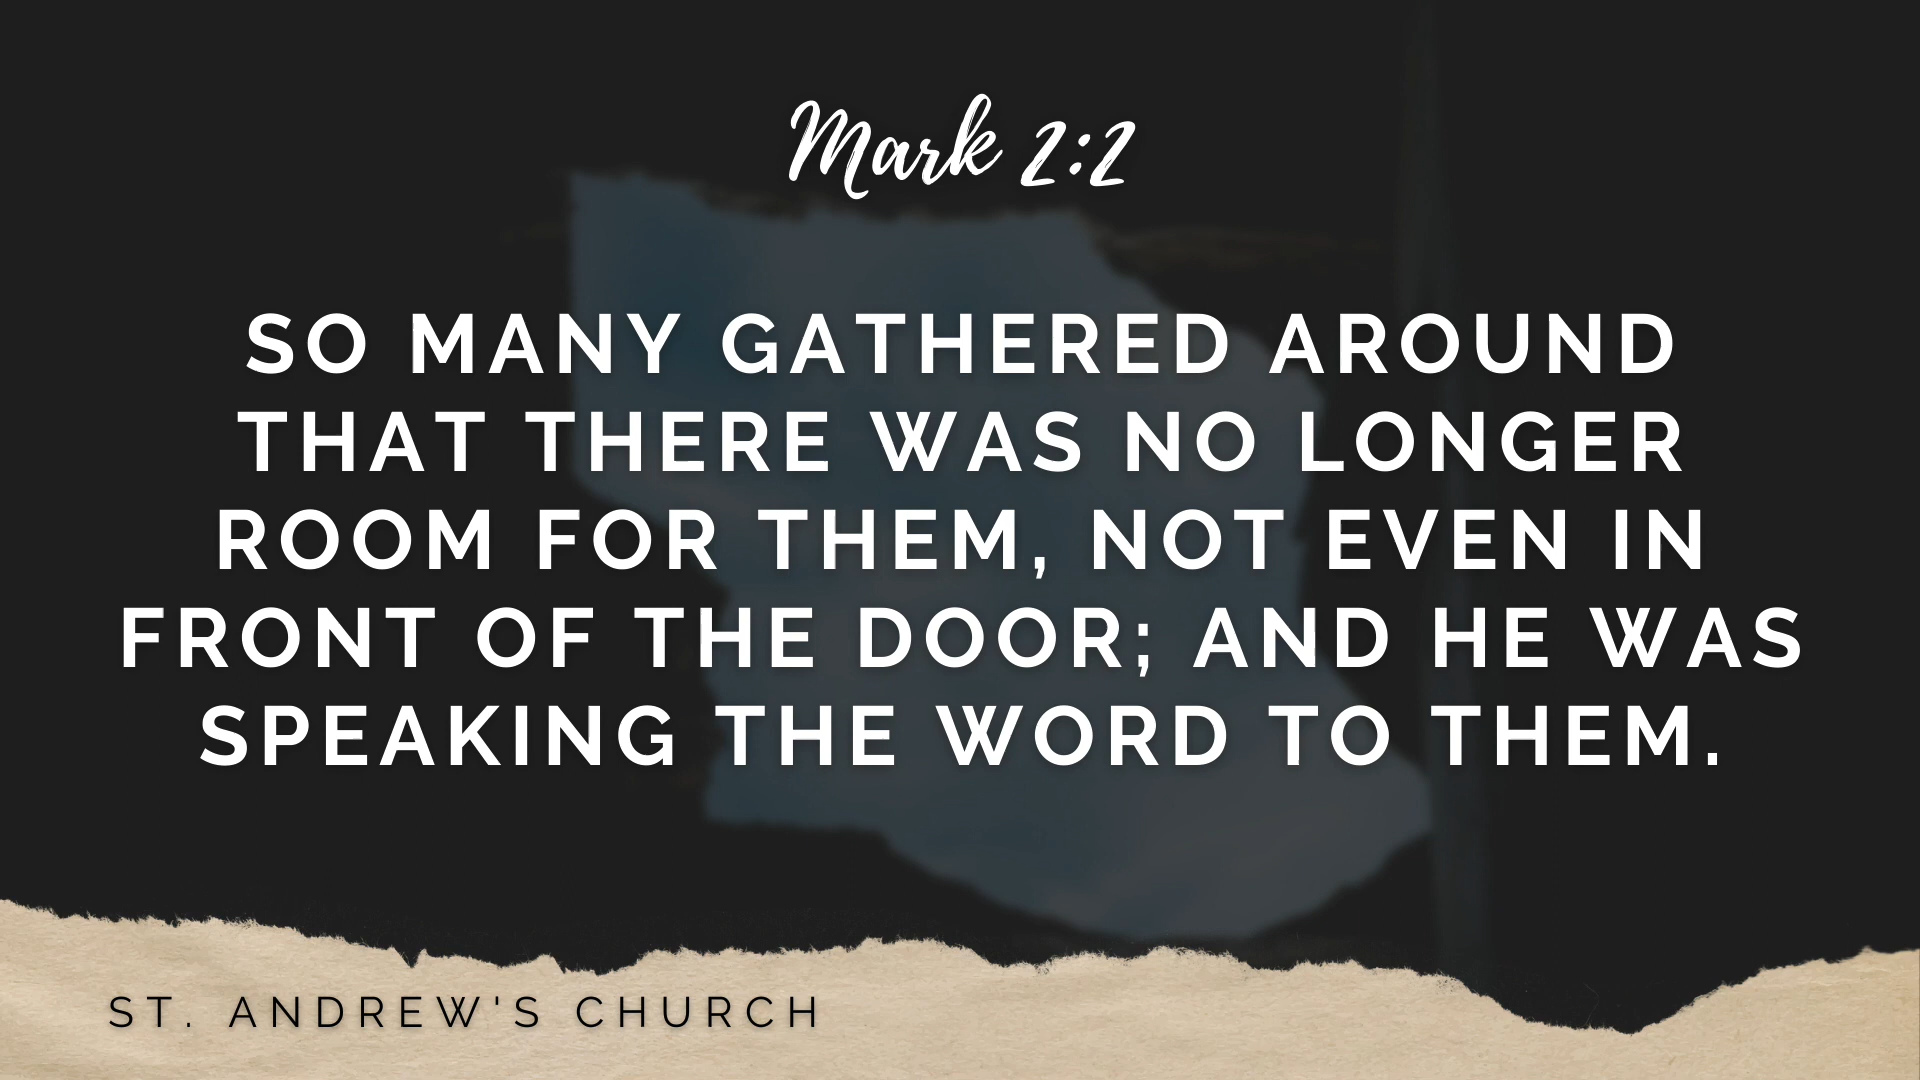 Mark 2:2
SO MANY GATHERED AROUND
THAT THERE WAS NO LONGER
ROOM FOR THEM, NOT EVEN IN
FRONT OF THE DOOR; AND HE WAS
SPEAKING THE WORD TO THEM.
ST. ANDREW'S CHURCH